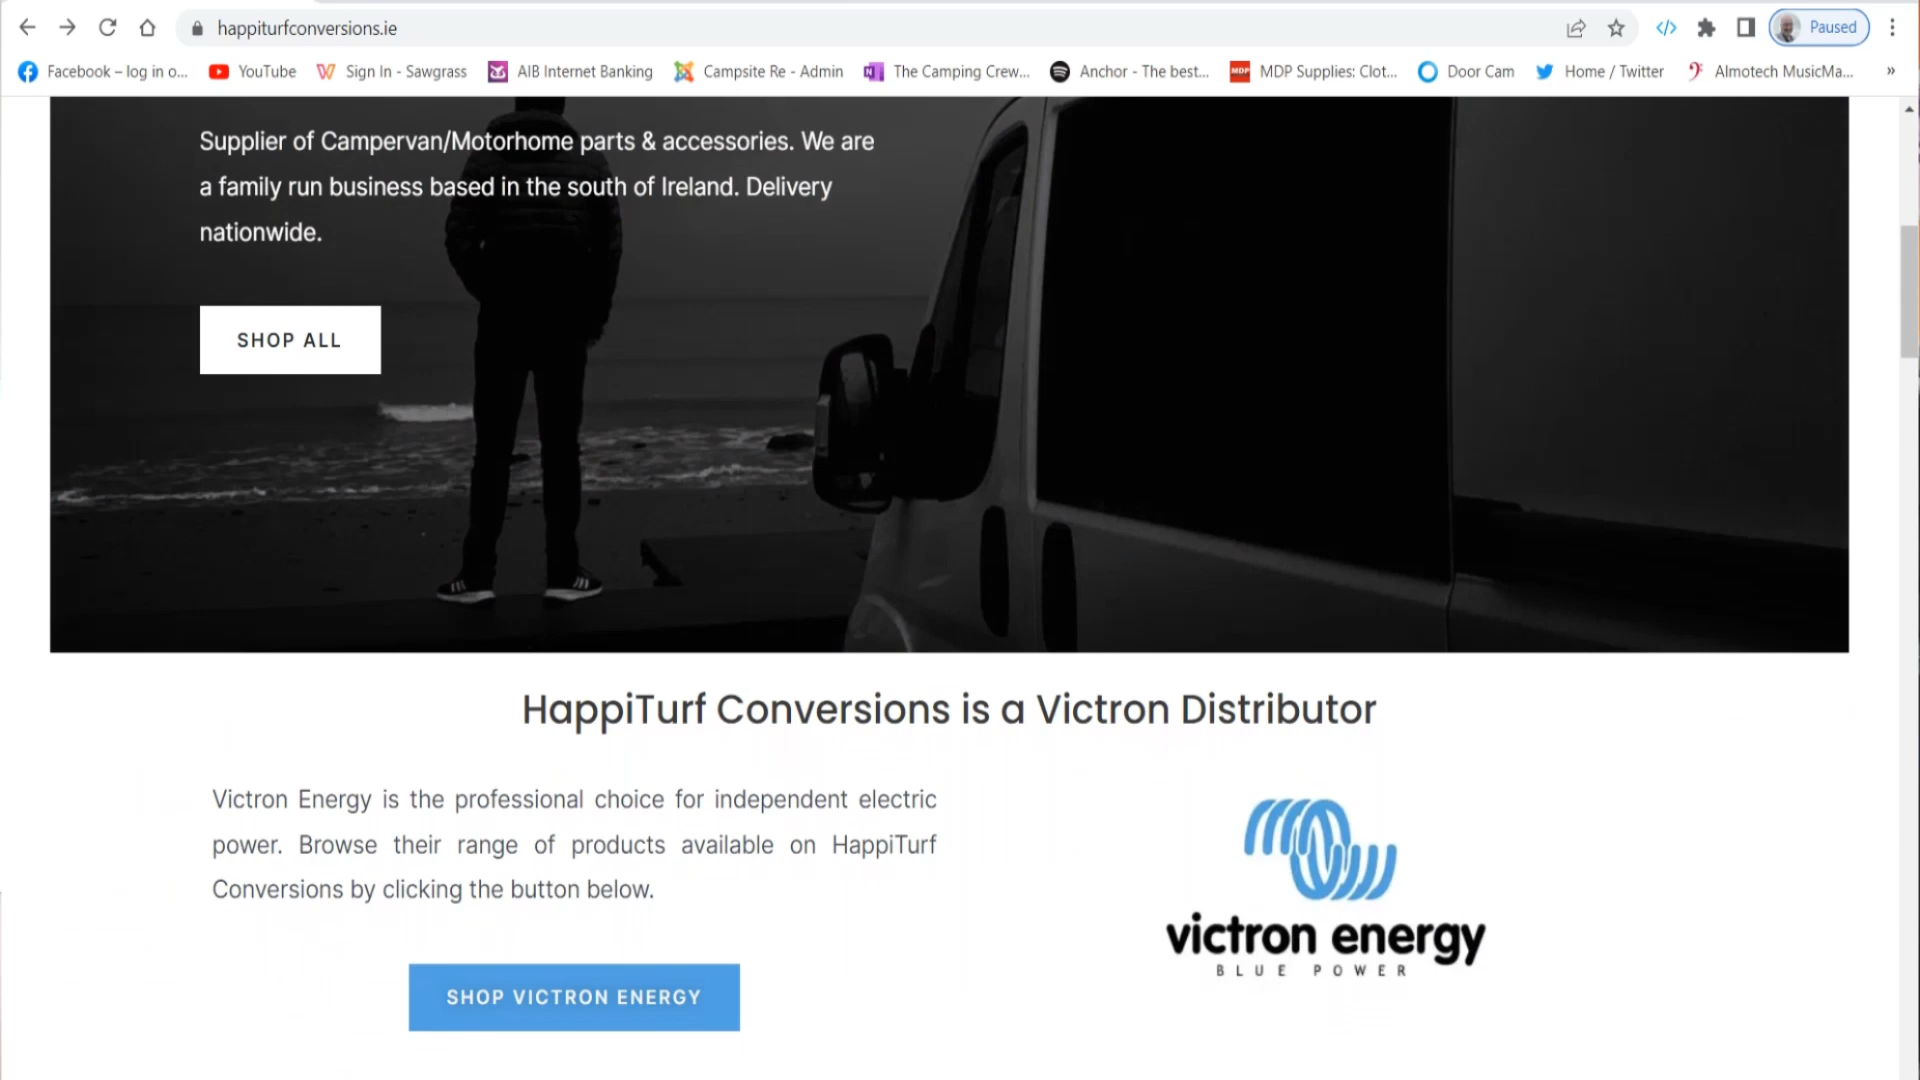 happiturfconversions.ie
Paused
Facebook – log in o...
YouTube
Sign In - Sawgrass
AIB Internet Banking
Campsite Re - Admin
The Camping Crew...
Anchor - The best...
MDP
MDP Supplies: Clot...
Door Cam
Home / Twitter
Almotech MusicMa...
»
Supplier of Campervan/Motorhome parts & accessories. We are
a family run business based in the south of Ireland. Delivery
nationwide.
SHOP ALL
HappiTurf Conversions is a Victron Distributor
Victron Energy is the professional choice for independent electric
power. Browse their range of products available on HappiTurf
Conversions by clicking the button below.
SHOP VICTRON ENERGY
victron energy
BLUE POWER